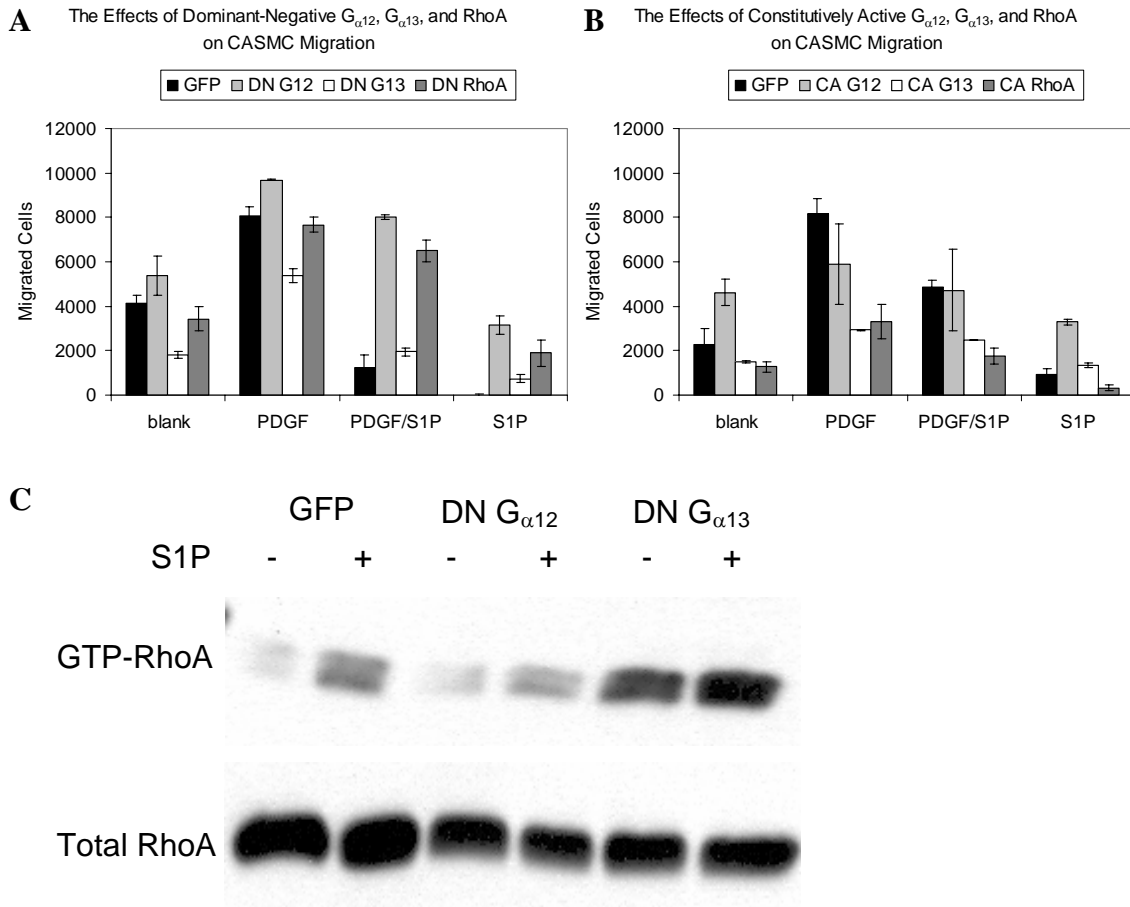 A
The Effects of Dominant-Negative Gα12, Gα13, and RhoA
on CASMC Migration
GFP DN G12 DN G13 DN RhoA
12000
10000
8000
6000
4000
2000
0
Migrated Cells
blank PDGF PDGF/S1P S1P
B
The Effects of Constitutively Active Gα12, Gα13, and RhoA
on CASMC Migration
GFP CA G12 CA G13 CA RhoA
12000
10000
8000
6000
4000
2000
0
Migrated Cells
blank PDGF PDGF/S1P S1P
C
GFP DN Gα12 DN Gα13
S1P - + - + - +
GTP-RhoA
Total RhoA